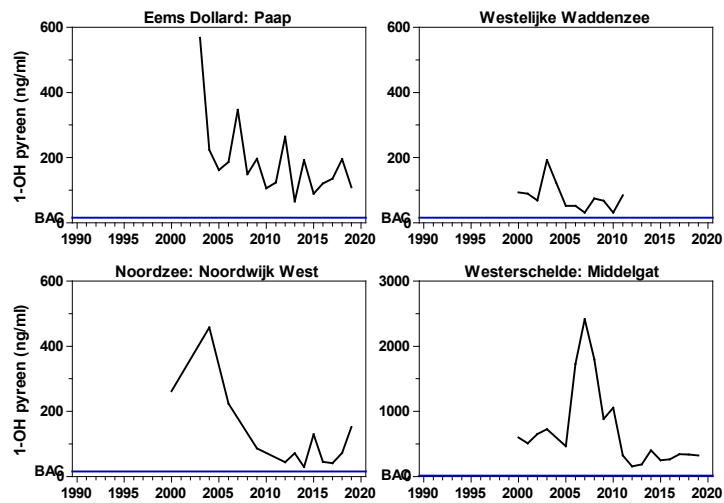 Eems Dollard: Paap
Westelijke Waddenzee
1-OH pyreen (ng/ml)
600
400
200
BAC
0
1990 1995 2000 2005 2010 2015 2020
600
400
200
BAC
0
1990 1995 2000 2005 2010 2015 2020
Noordzee: Noordwijk West
Westerschelde: Middelgat
1-OH pyreen (ng/ml)
600
400
200
BAC
0
1990 1995 2000 2005 2010 2015 2020
3000
2000
1000
BAC
0
1990 1995 2000 2005 2010 2015 2020